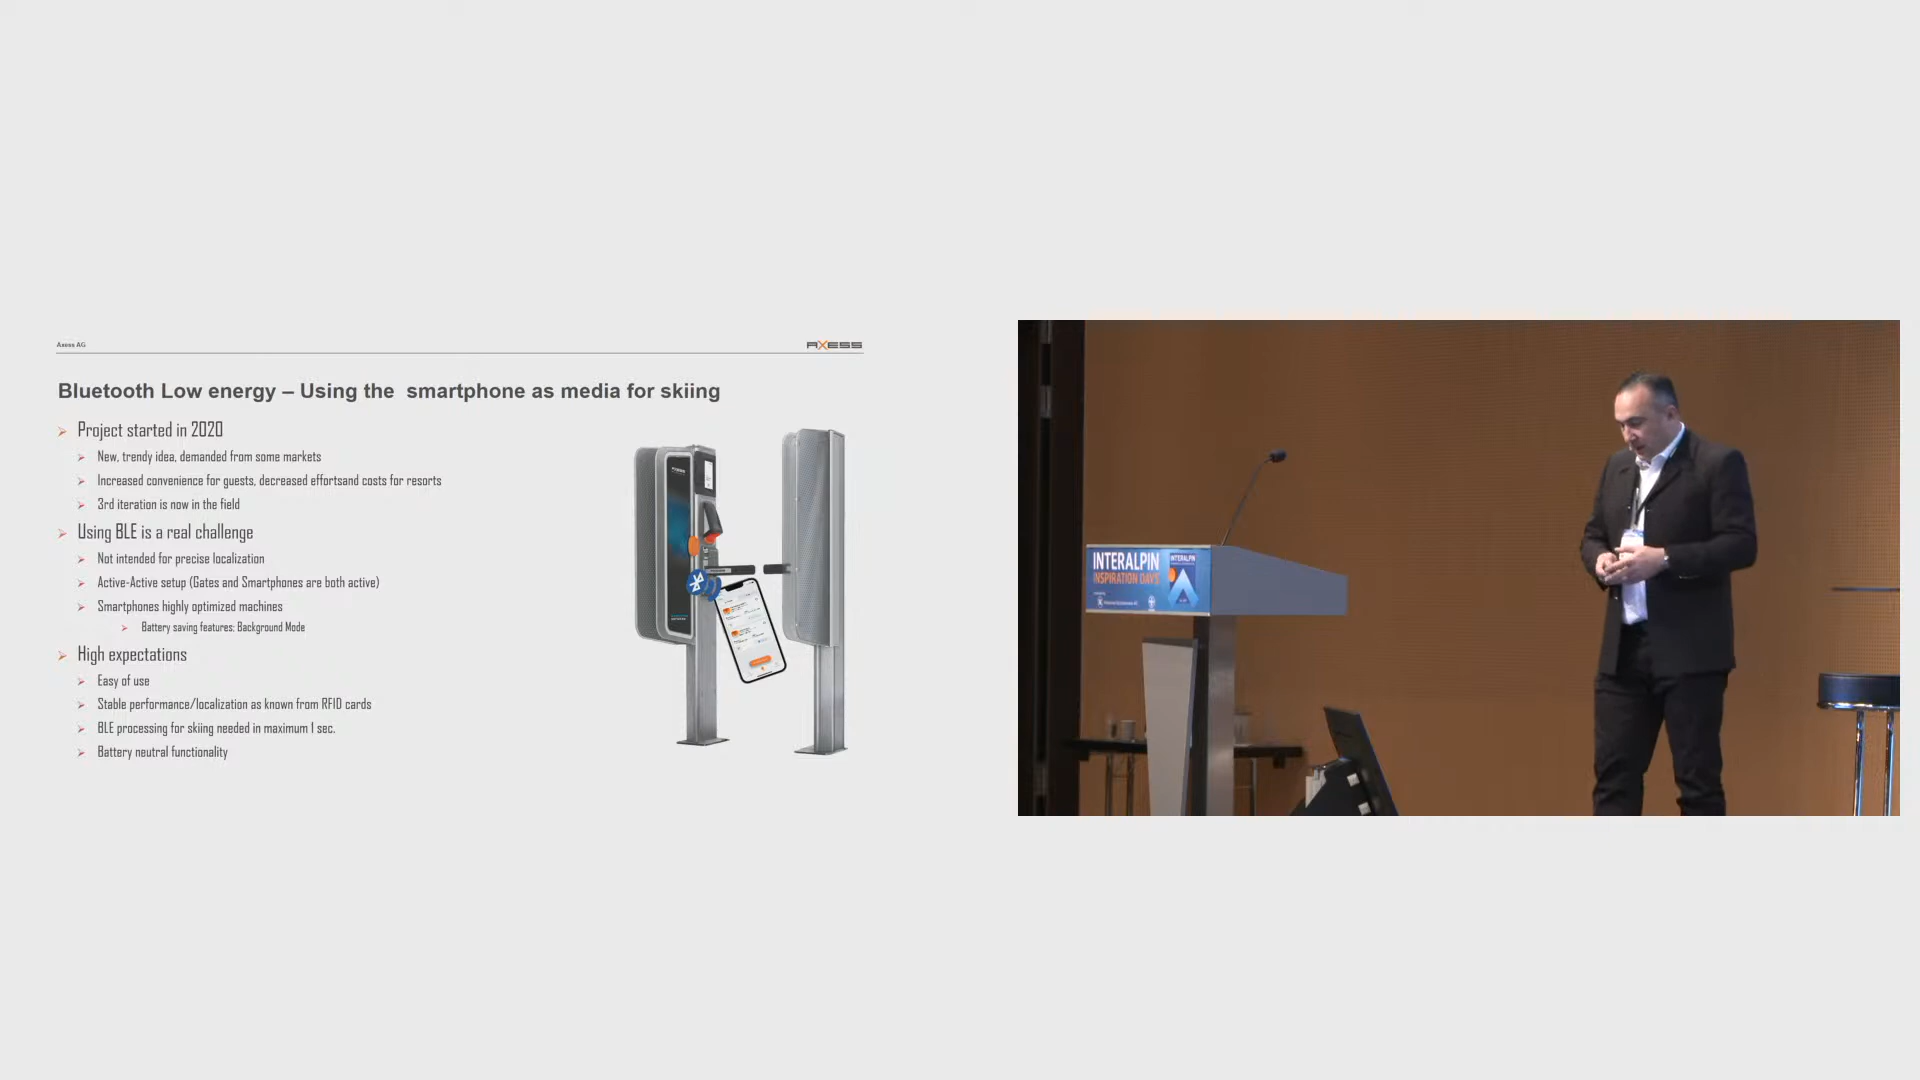 Axess AG
AXESS
Bluetooth Low energy – Using the  smartphone as media for skiing
Project started in 2020
New, trendy idea, demanded from some markets
Increased convenience for guests, decreased effortsand costs for resorts
3rd iteration is now in the field
Using BLE is a real challenge
Not intended for precise localization
Active-Active setup (Gates and Smartphones are both active)
Smartphones highly optimized machines
Battery saving features: Background Mode
High expectations
Easy of use
Stable performance/localization as known from RFID cards
BLE processing for skiing needed in maximum 1 sec.
Battery neutral functionality
INTERALPIN
INSPIRATION DAYS
INTERALPIN